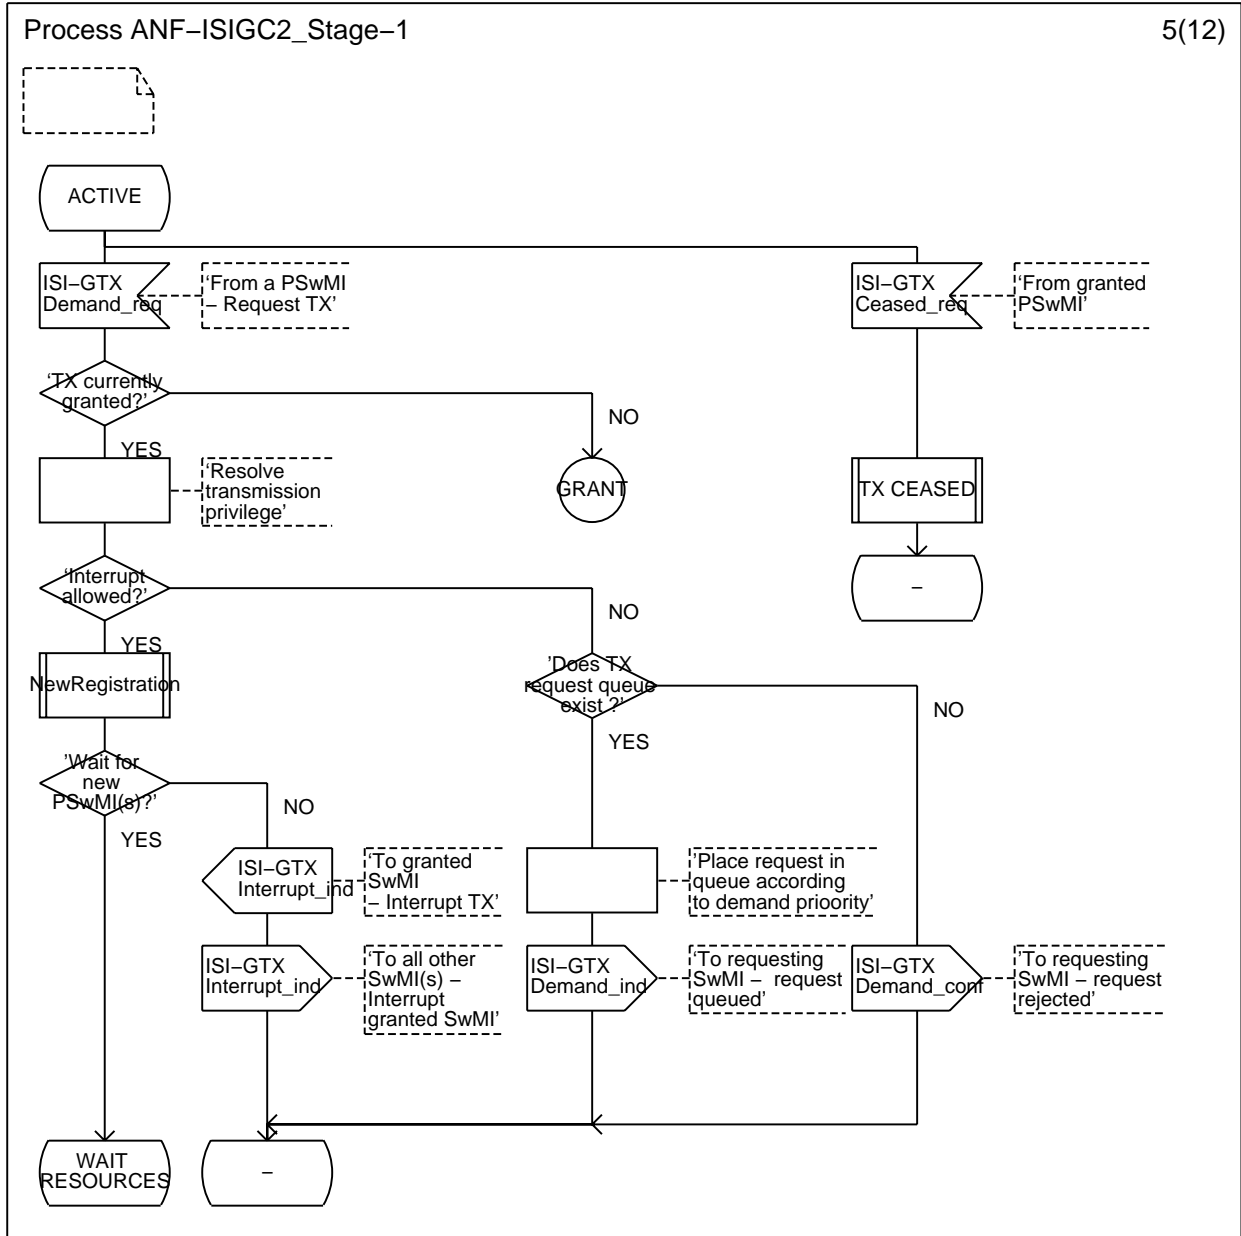 Process ANF–ISIGC2_Stage–1
5(12)
ACTIVE
ISI–GTX
Demand_req
‘From a PSwMI
– Request TX’
ISI–GTX
Ceased_req
‘From granted
PSwMI’
‘TX currently
granted?’
NO
YES
‘Resolve
transmission
privilege’
GRANT
TX CEASED
‘Interrupt
allowed?’
–
NO
YES
NewRegistration
’Does TX
request queue
exist ?’
NO
YES
’Wait for
new
PSwMI(s)?’
NO
YES
ISI–GTX
Interrupt_ind
‘To granted
SwMI
– Interrupt TX’
’Place request in
queue according
to demand prioority’
ISI–GTX
Interrupt_ind
‘To all other
SwMI(s) –
Interrupt
granted SwMI’
ISI–GTX
Demand_ind
‘To requesting
SwMI –  request
queued’
ISI–GTX
Demand_conf
’To requesting
SwMI – request
rejected’
WAIT
RESOURCES
–